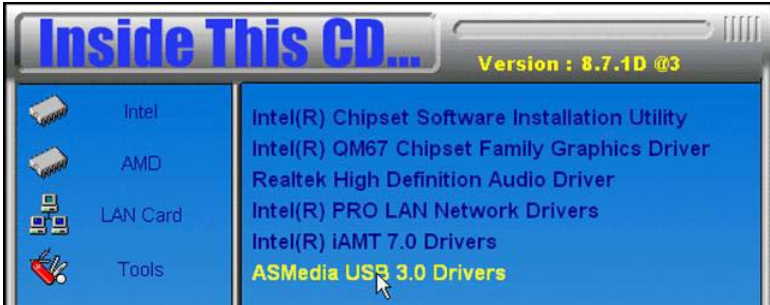 Inside This CD...
Version : 8.7.1D @3
Intel
AMD
LAN Card
Tools
Intel(R) Chipset Software Installation Utility
Intel(R) QM67 Chipset Family Graphics Driver
Realtek High Definition Audio Driver
Intel(R) PRO LAN Network Drivers
Intel(R) iAMT 7.0 Drivers
ASMedia USB 3.0 Drivers